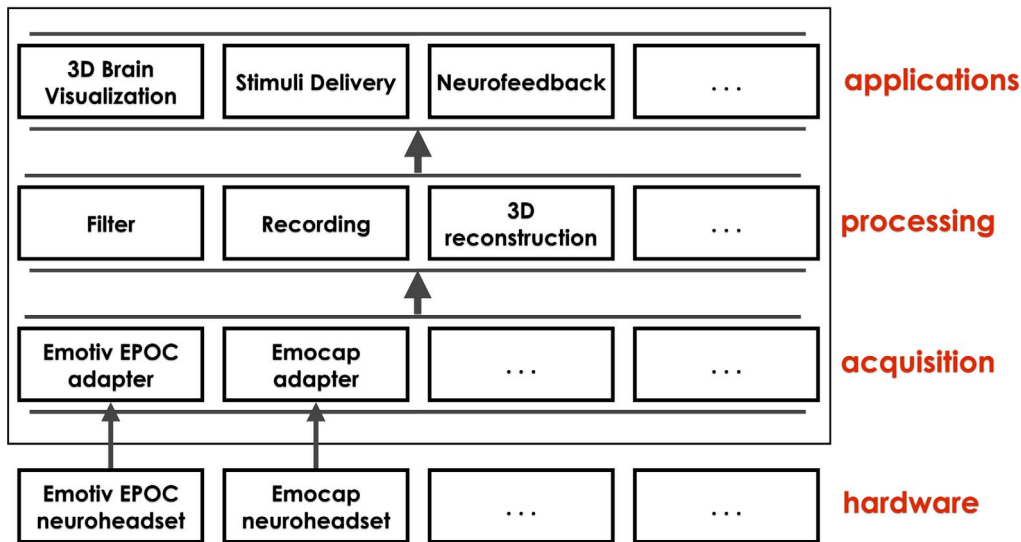 3D Brain
Visualization
Stimuli Delivery
Neurofeedback
...
applications
Filter
Recording
3D
reconstruction
...
processing
Emotiv EPOC
adapter
Emocap
adapter
...
...
acquisition
Emotiv EPOC
neuroheadset
Emocap
neuroheadset
...
...
hardware